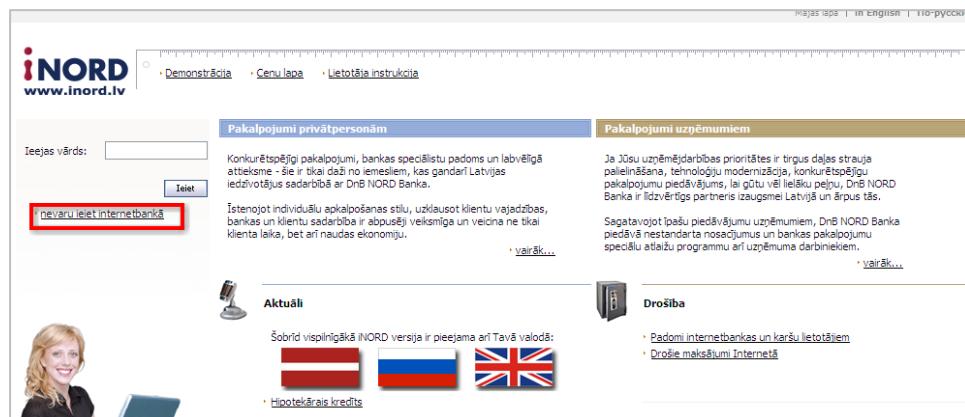 Mājas lapa | In English | По-русски
iNORD
www.inord.lv
Demonstrācija
Cenu lapa
Lietotāja instrukcija
Ieejas vārds:
Ieiet
nevaru ieiet internetbankā
Pakalpojumi privātpersonām
Konkurētspējīgi pakalpojumi, bankas speciālistu padoms un labvēlīgā
attieksme - šie ir tikai daži no iemesliem, kas gandarī Latvijas
iedzīvotājus sadarbībā ar DnB NORD Banka.
Īstenojot individuālu apkalpošanas stilu, uzklausot klientu vajadzības,
bankas un klientu sadarbība ir abpusēji veiksmīga un veicina ne tikai
klienta laika, bet arī naudas ekonomiju.
vairāk...
Pakalpojumi uzņēmumiem
Ja Jūsu uzņēmējdarbības prioritātes ir tirgus daļas strauja
palielināšana, tehnoloģiju modernizācija, konkurētspējīgu
pakalpojumu piedāvājums, lai gūtu vēl lielāku peļņu, DnB NORD
Banka ir līdzvērtīgs partneris izaugsmei Latvijā un ārpus tās.
Sagatavojot īpašu piedāvājumu uzņēmumiem, DnB NORD Banka
piedāvā nestandarta nosacījumus un bankas pakalpojumu
speciālu atlaižu programmu arī uzņēmuma darbiniekiem.
vairāk...
Aktuāli
Šobrīd vispilnīgākā iNORD versija ir pieejama arī Tavā valodā:
Hipotekārais kredīts
Drošība
Padomi internetbankas un karšu lietotājiem
Drošie maksājumi Internetā